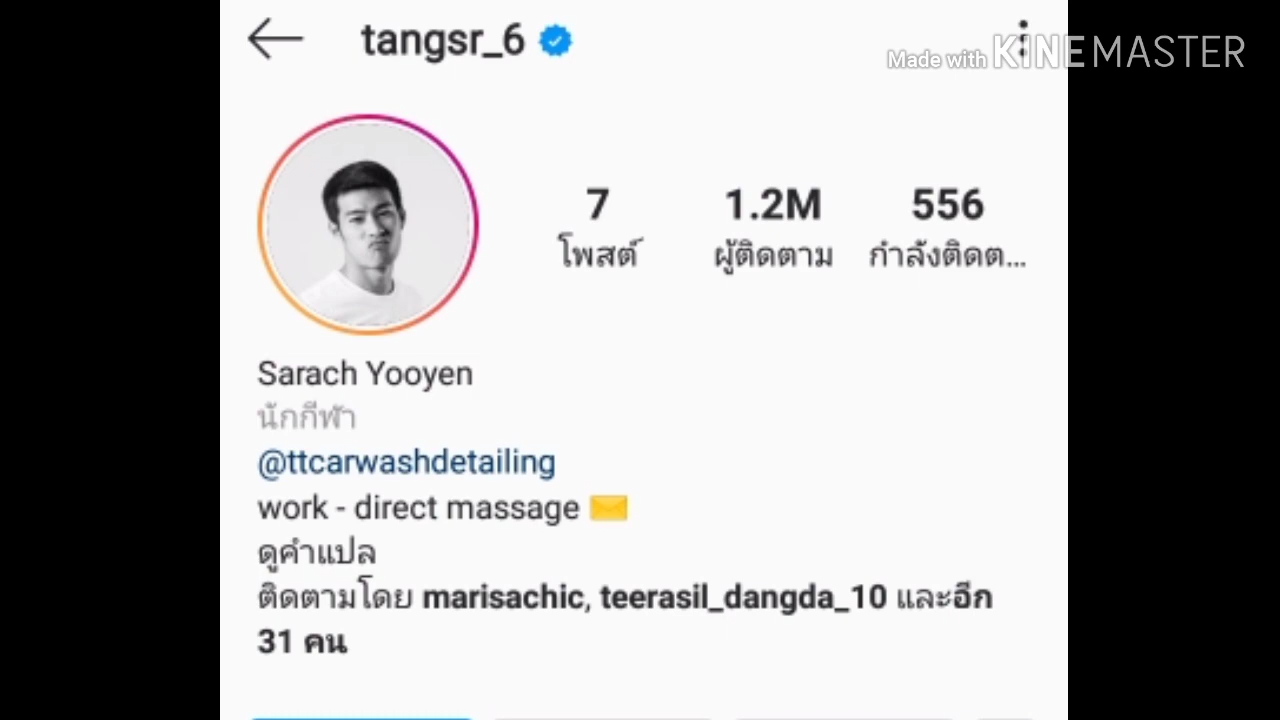 tangsr_6
Made with KINEMASTER
7 1.2M 556
โพสต์ ผู้ติดตาม กำลังติดต...
Sarach Yooyen
นักกีฬา
@ttcarwashdetailing
work - direct massage ✉️
ดูคำแปล
ติดตามโดย marisachic, teerasil_dangda_10 และอีก
31 คน